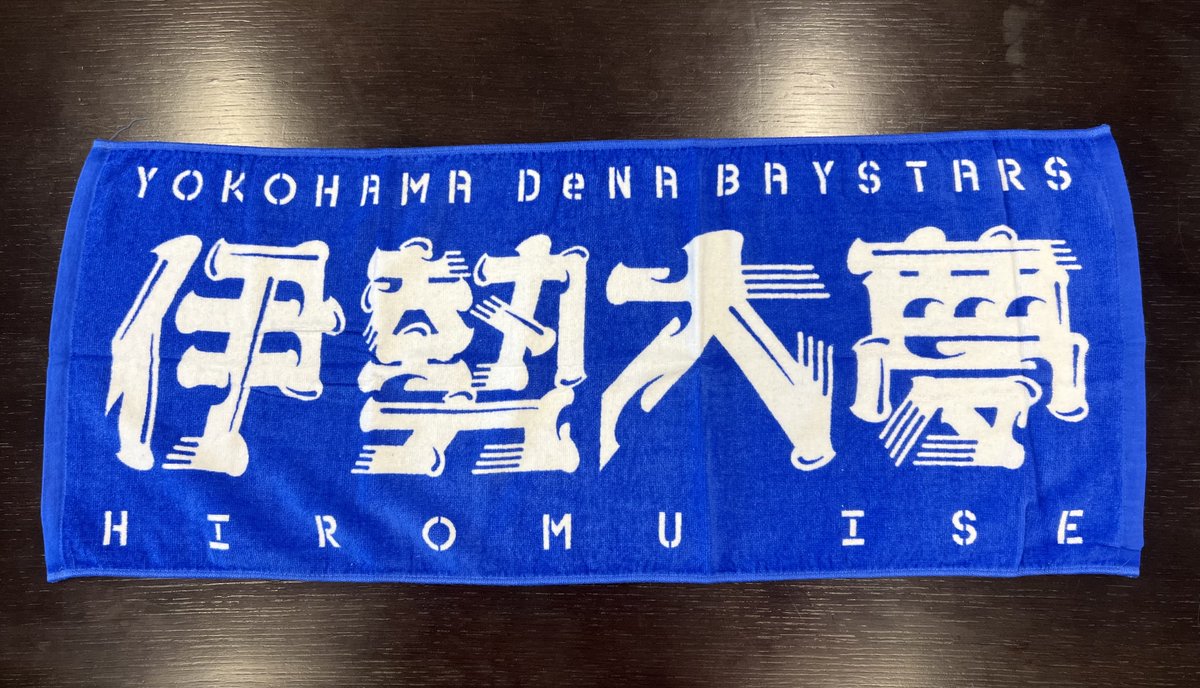 YOKOHAMA DeNA BAYSTARS
伊勢大夢
HIROMU ISE